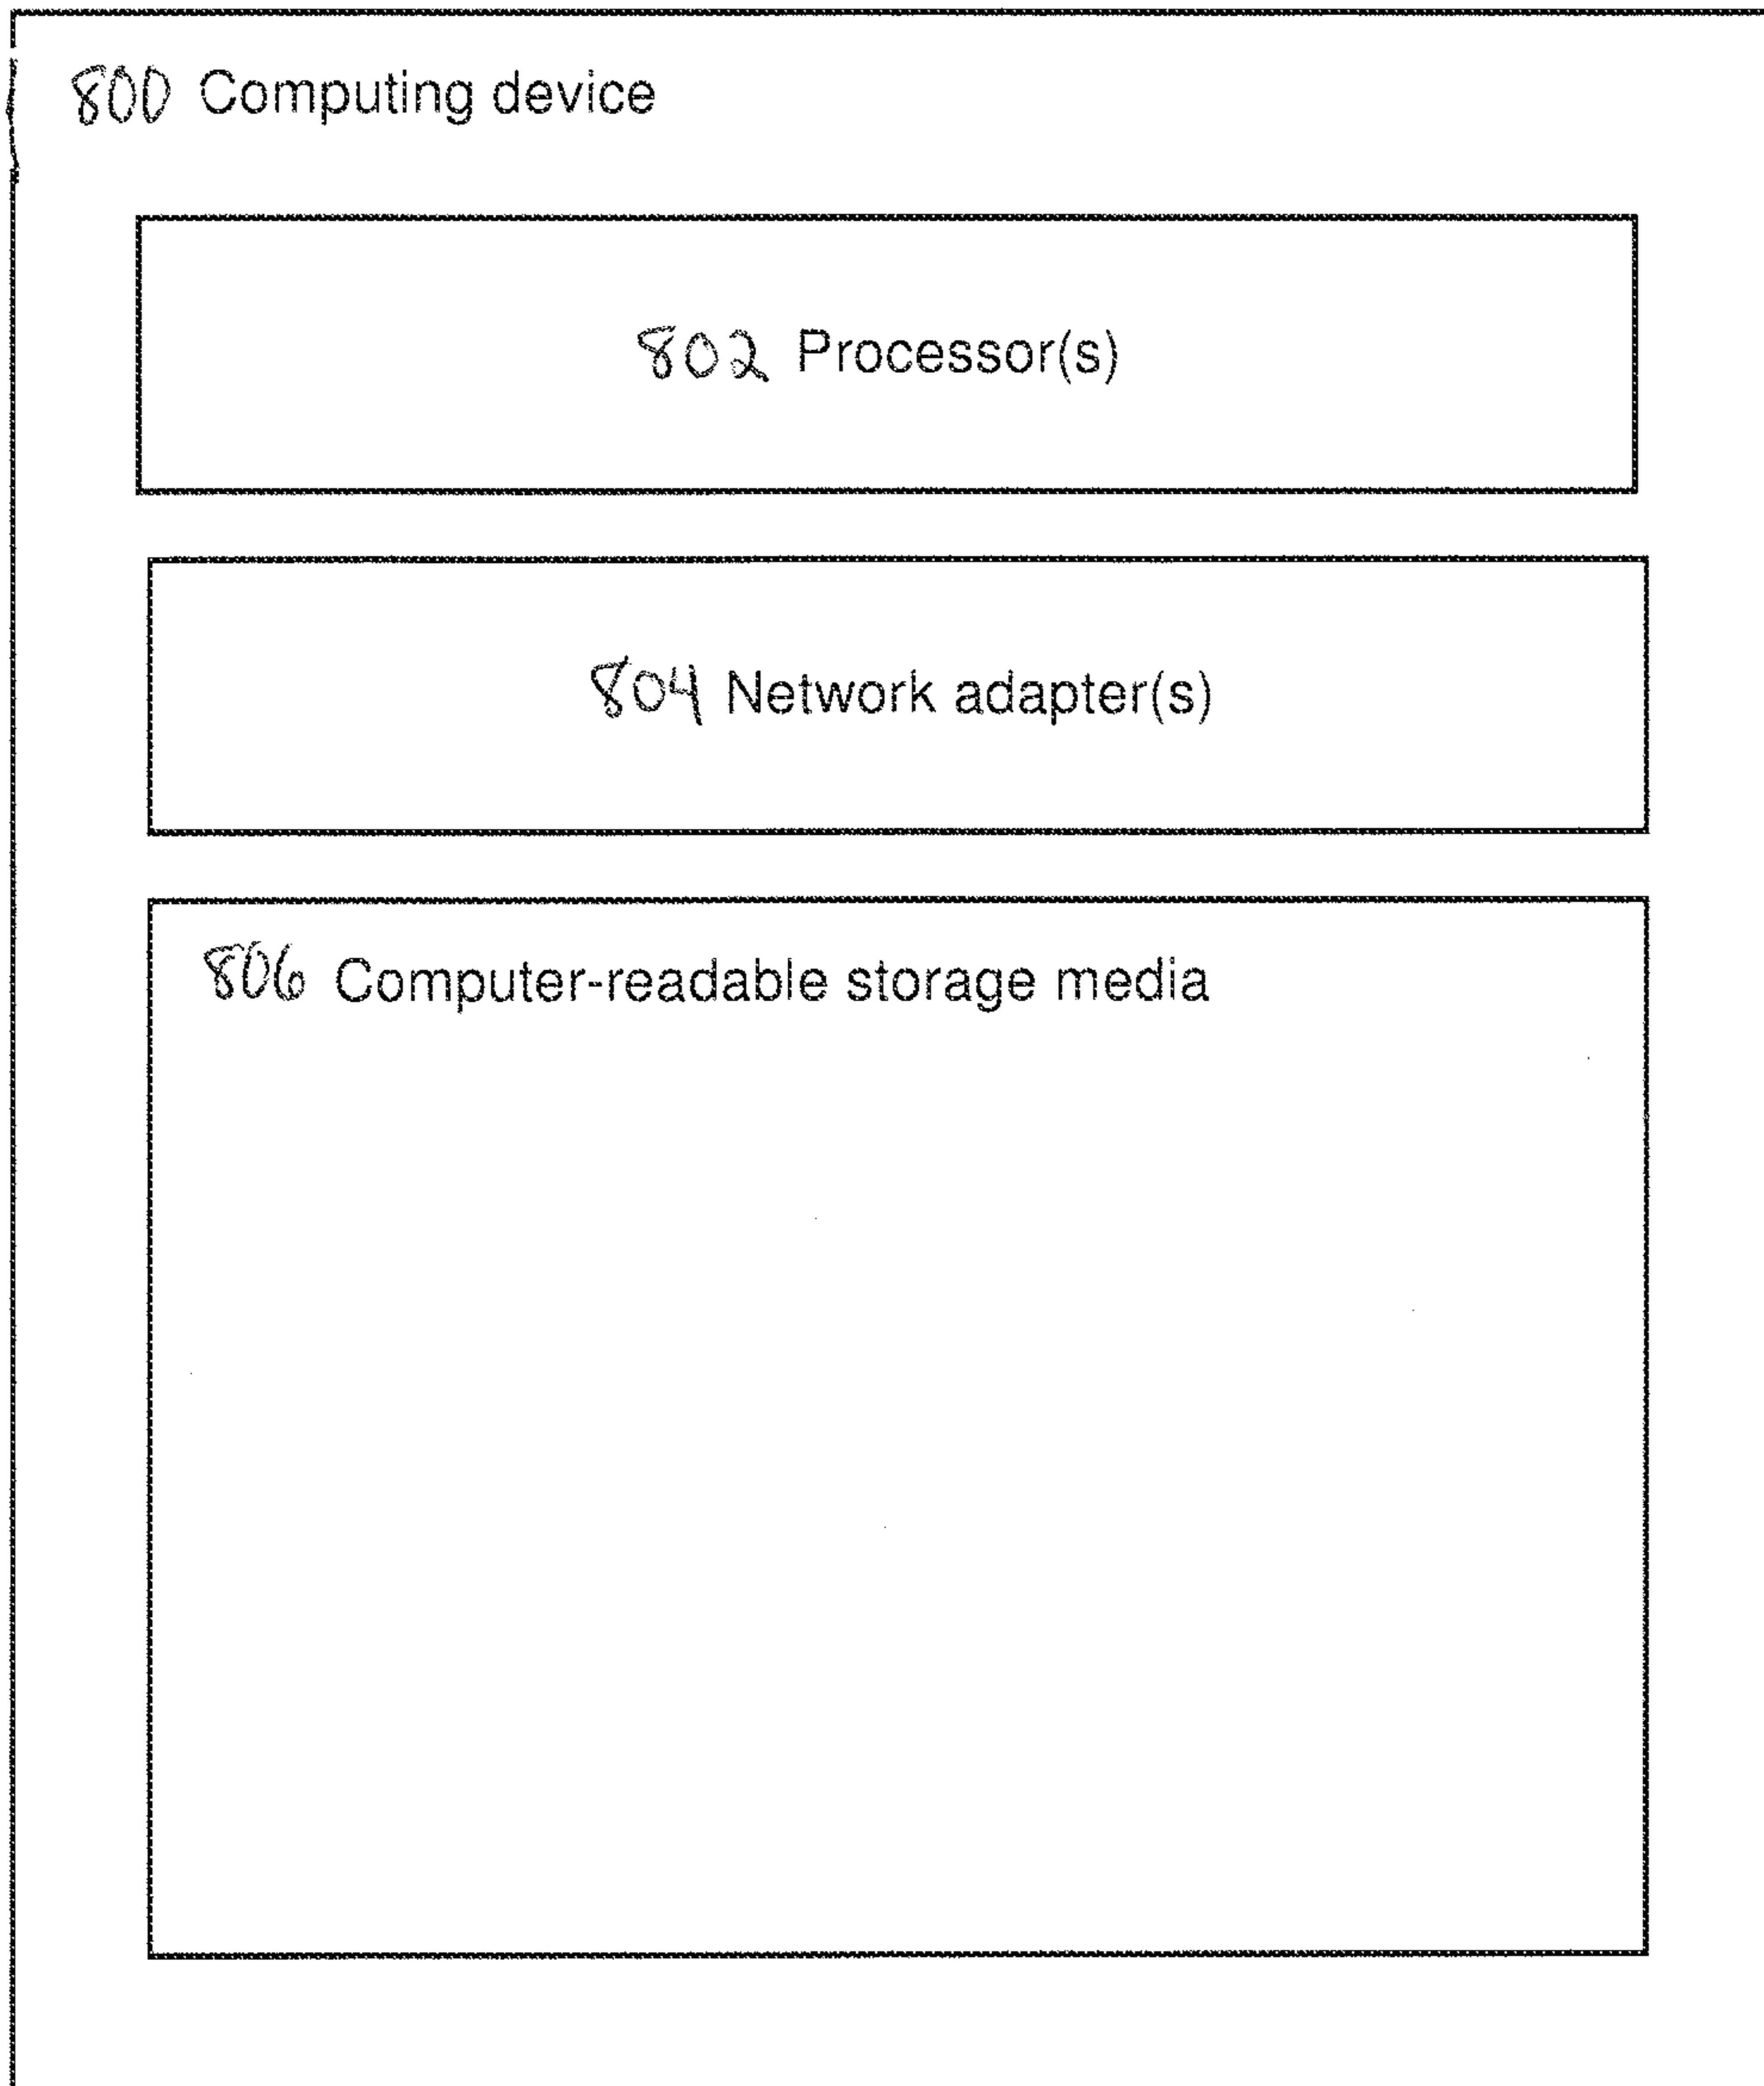 800 Computing device
802 Processor(s)
804 Network adapter(s)
806 Computer-readable storage media